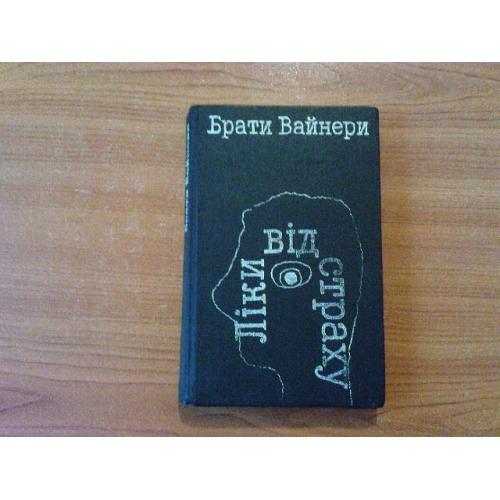 Брати Вайнери
Ліки
від
страху